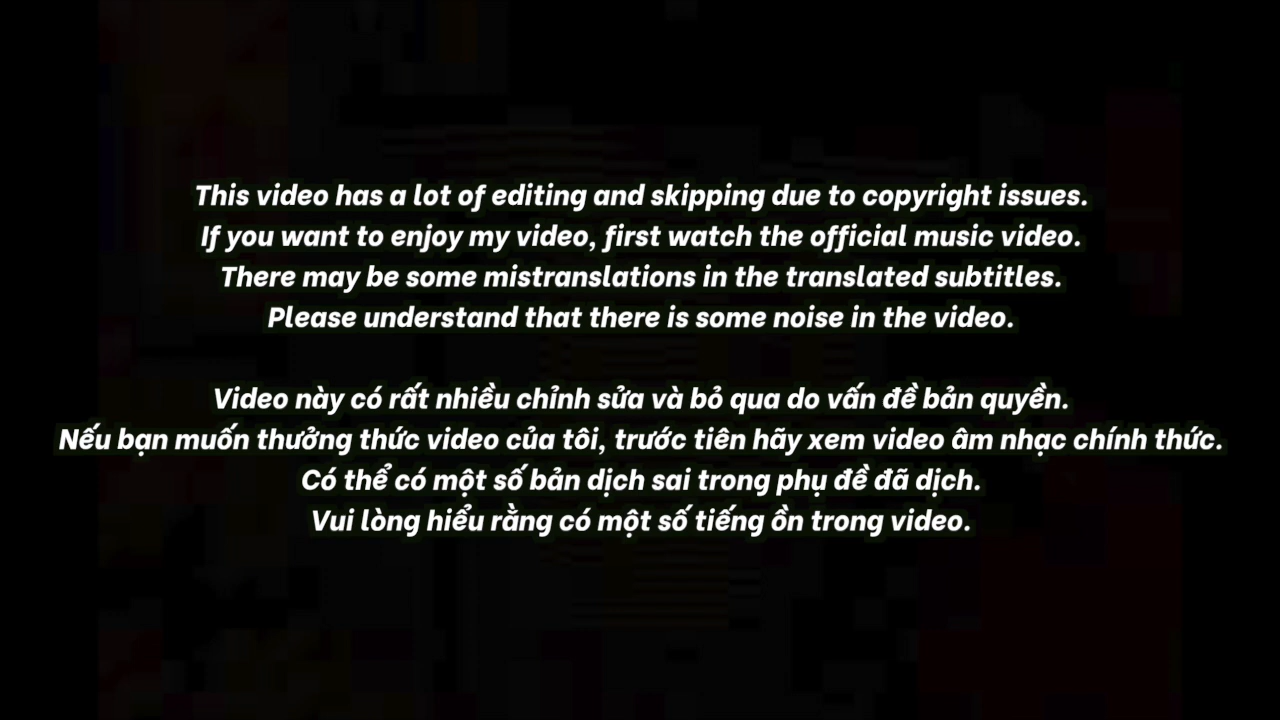 This video has a lot of editing and skipping due to copyright issues.
If you want to enjoy my video, first watch the official music video.
There may be some mistranslations in the translated subtitles.
Please understand that there is some noise in the video.
Video này có rất nhiều chỉnh sửa và bỏ qua do vấn đề bản quyền.
Nếu bạn muốn thưởng thức video của tôi, trước tiên hãy xem video âm nhạc chính thức.
Có thể có một số bản dịch sai trong phụ đề đã dịch.
Vui lòng hiểu rằng có một số tiếng ồn trong video.